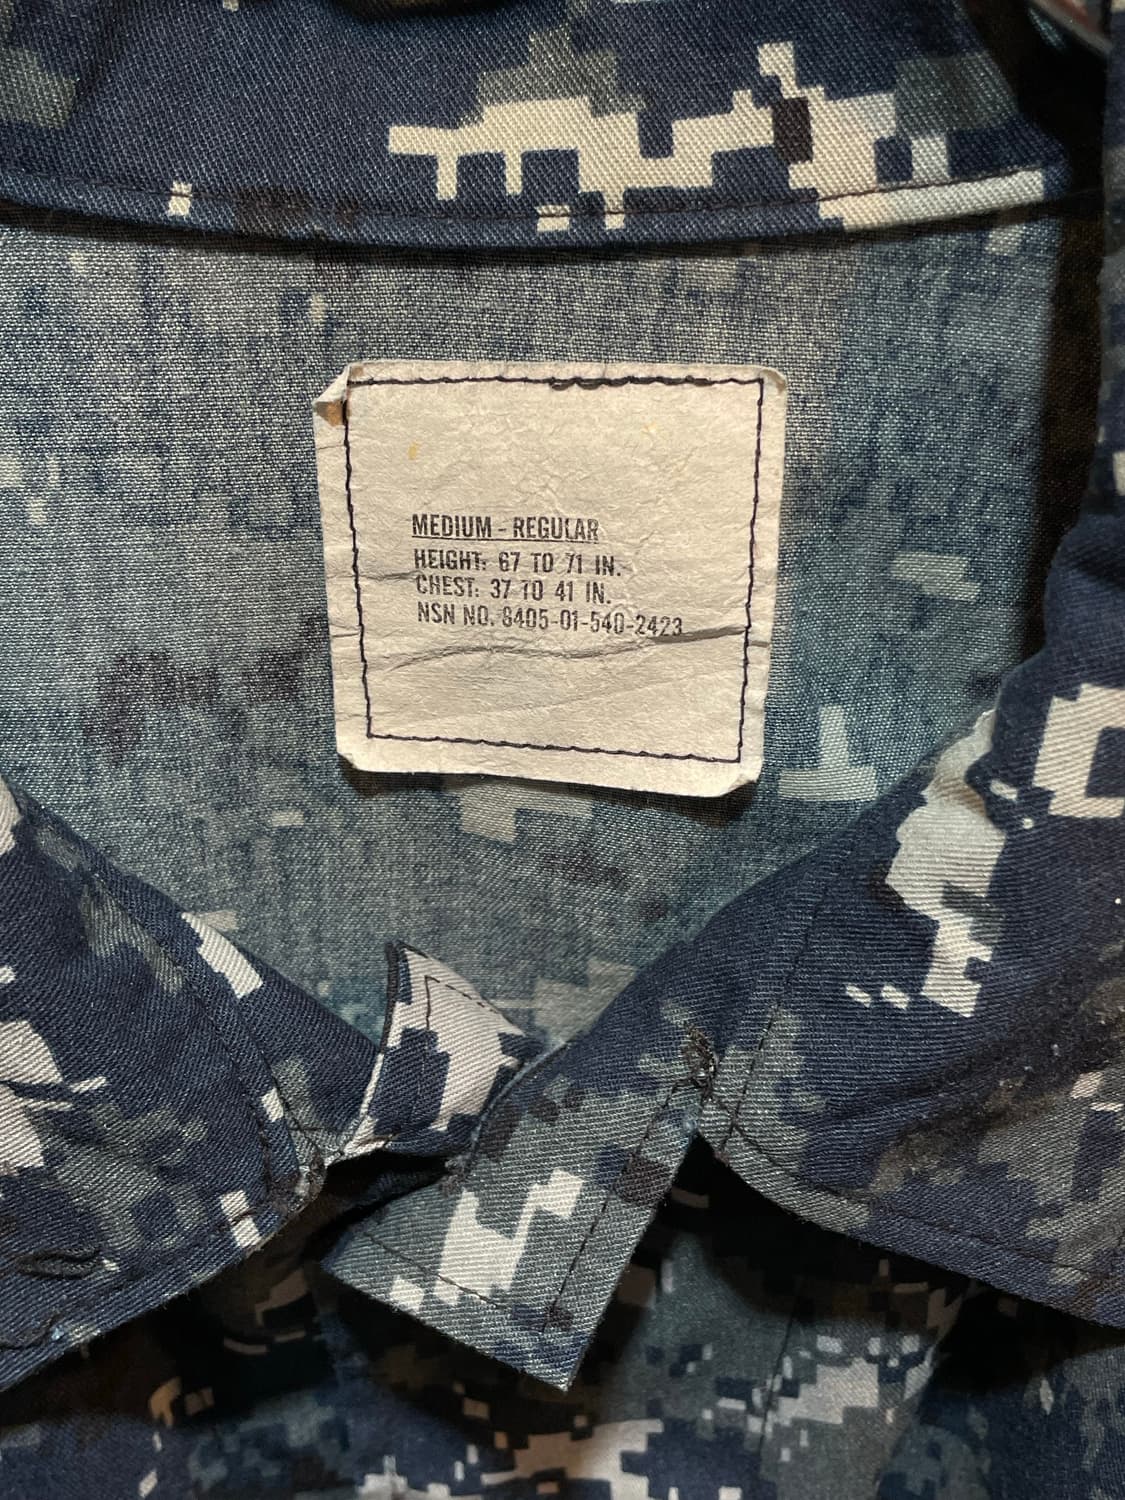 MEDIUM - REGULAR
HEIGHT: 67 TO 71 IN.
CHEST: 37 TO 41 IN.
NSN NO. 8405-01-540-2423